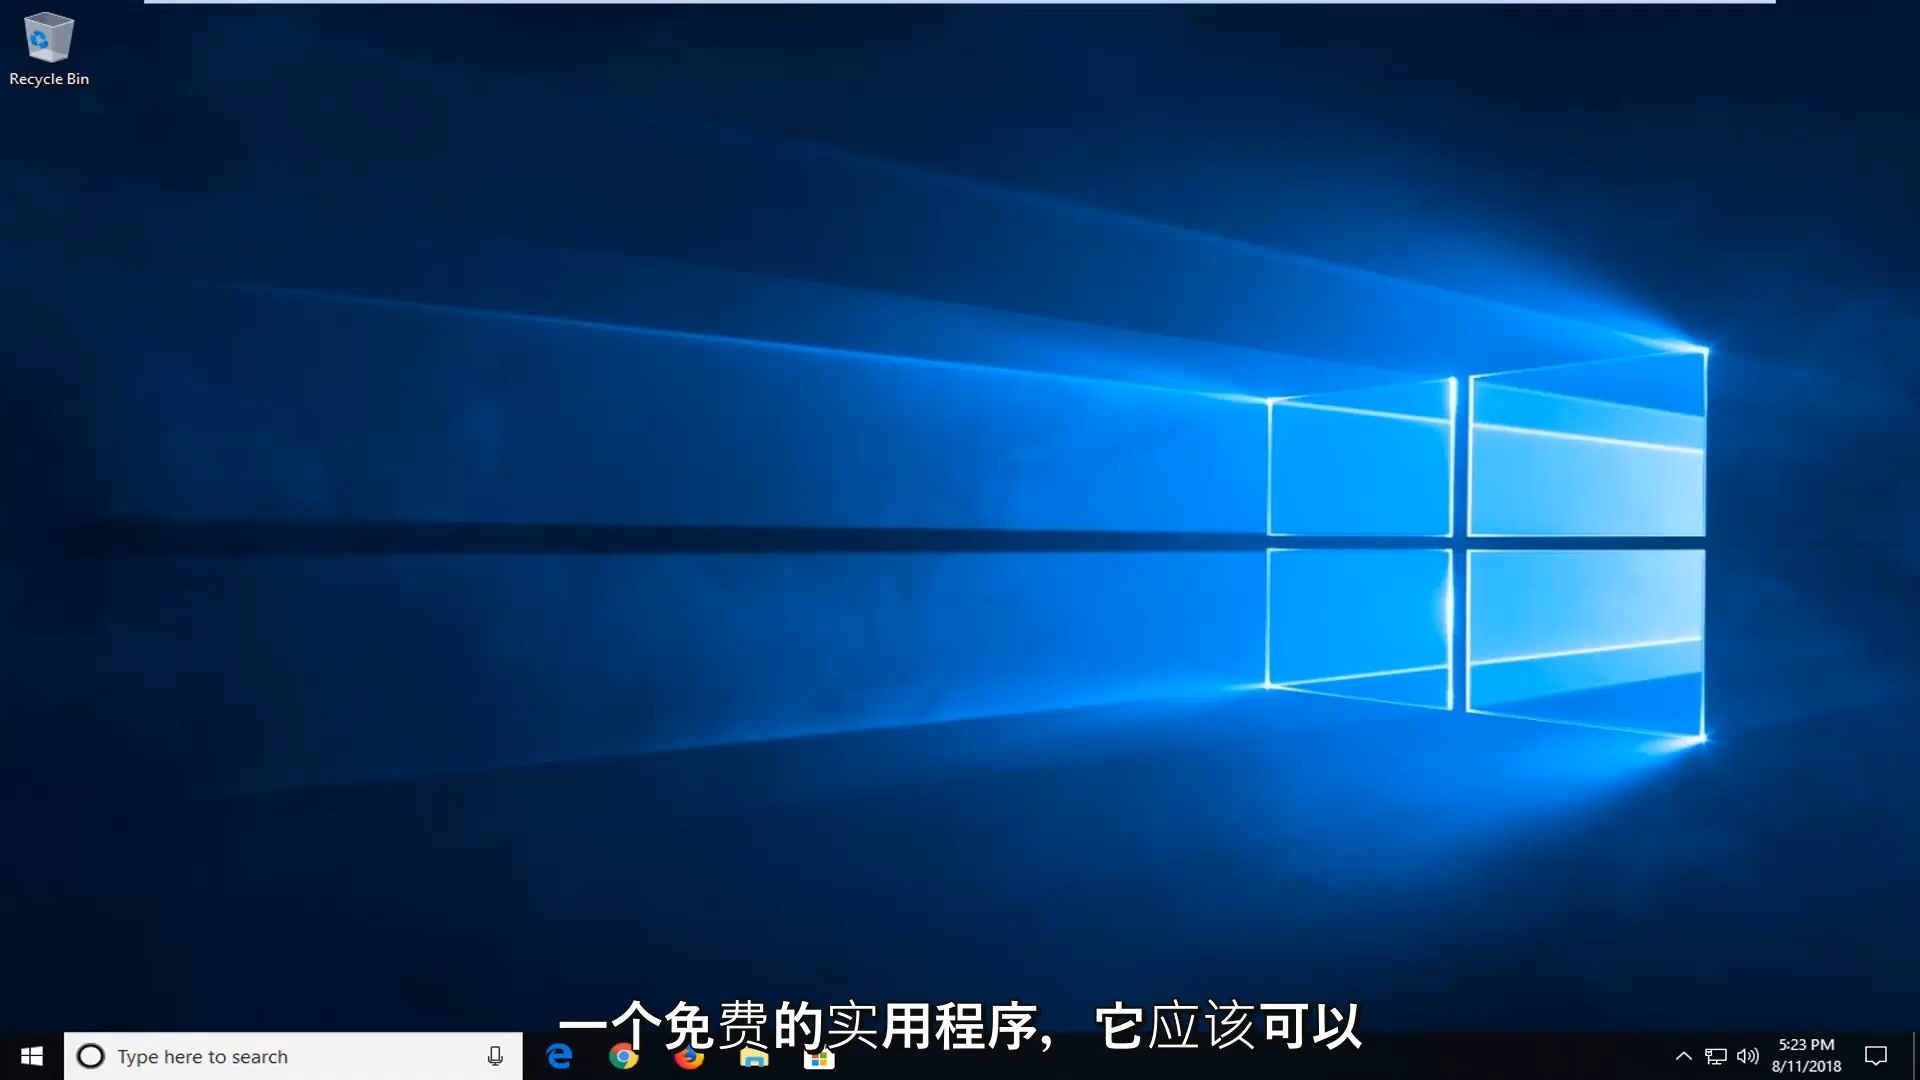 Recycle Bin
一个免费的实用程序，它应该可以
Type here to search
5:23 PM
8/11/2018